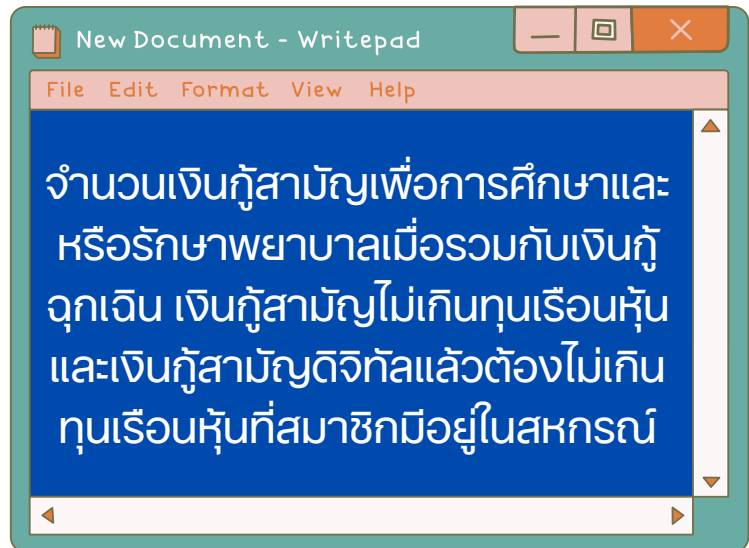 New Document - Writepad
File Edit Format View Help
จำนวนเงินกู้สามัญเพื่อการศึกษาและ
หรือรักษาพยาบาลเมื่อรวมกับเงินกู้
ฉุกเฉิน เงินกู้สามัญไม่เกินทุนเรือนหุ้น
และเงินกู้สามัญดิจิทัลแล้วต้องไม่เกิน
ทุนเรือนหุ้นที่สมาชิกมีอยู่ในสหกรณ์